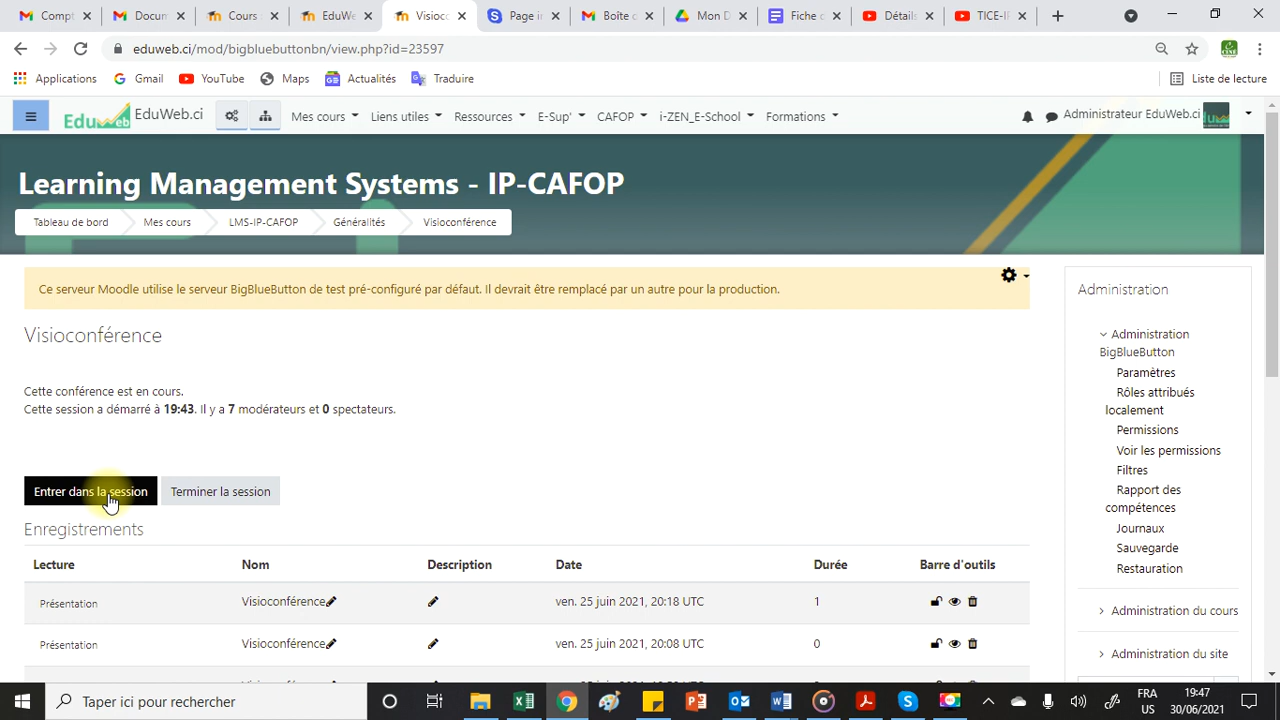 Compt
Docum
Cours
EduWe
Visioc
Page in
Boîte c
Mon D
Fiche c
Détails
TICE-IF
eduweb.ci/mod/bigbluebuttonbn/view.php?id=23597
Applications
Gmail
YouTube
Maps
Actualités
Traduire
Liste de lecture
EduWeb.ci
Mes cours
Liens utiles
Ressources
E-Sup'
CAFOP
i-ZEN_E-School
Formations
Administrateur EduWeb.ci
Learning Management Systems - IP-CAFOP
Tableau de bord
Mes cours
LMS-IP-CAFOP
Généralités
Visioconférence
Ce serveur Moodle utilise le serveur BigBlueButton de test pré-configuré par défaut. Il devrait être remplacé par un autre pour la production.
Visioconférence
Cette conférence est en cours.
Cette session a démarré à 19:43. Il y a 7 modérateurs et 0 spectateurs.
Entrer dans la session
Terminer la session
Enregistrements
Lecture Nom Description Date Durée Barre d'outils
Présentation Visioconférence ven. 25 juin 2021, 20:18 UTC 1
Présentation Visioconférence ven. 25 juin 2021, 20:08 UTC 0
Administration
Administration
BigBlueButton
Paramètres
Rôles attribués
localement
Permissions
Voir les permissions
Filtres
Rapport des
compétences
Journaux
Sauvegarde
Restauration
Administration du cours
Administration du site
Taper ici pour rechercher
FRA
US
19:47
30/06/2021